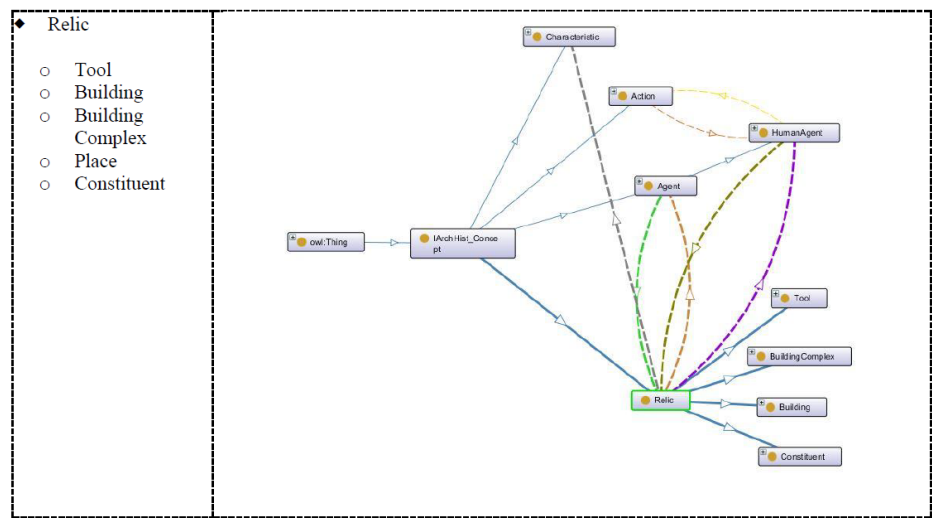 Relic
Tool
Building
Building
Complex
Place
Constituent
Characteristic
Action
HumanAgent
Agent
owl:Thing
IArchHist_Conce
pt
Tool
BuildingComplex
Relic
Building
Constituent